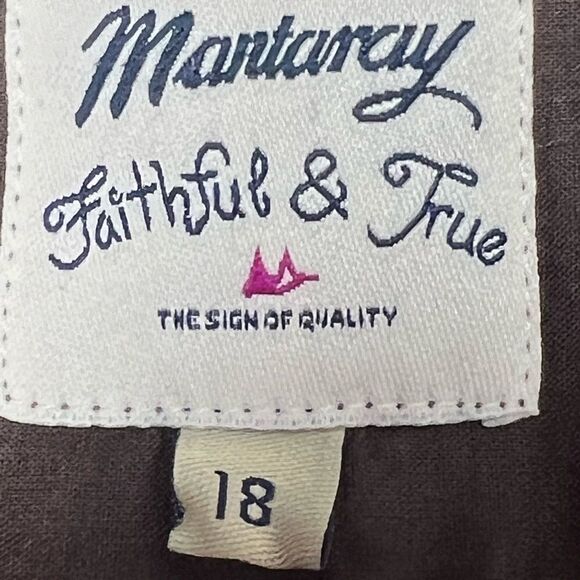 Mantaray
Faithful & True
THE SIGN OF QUALITY
18